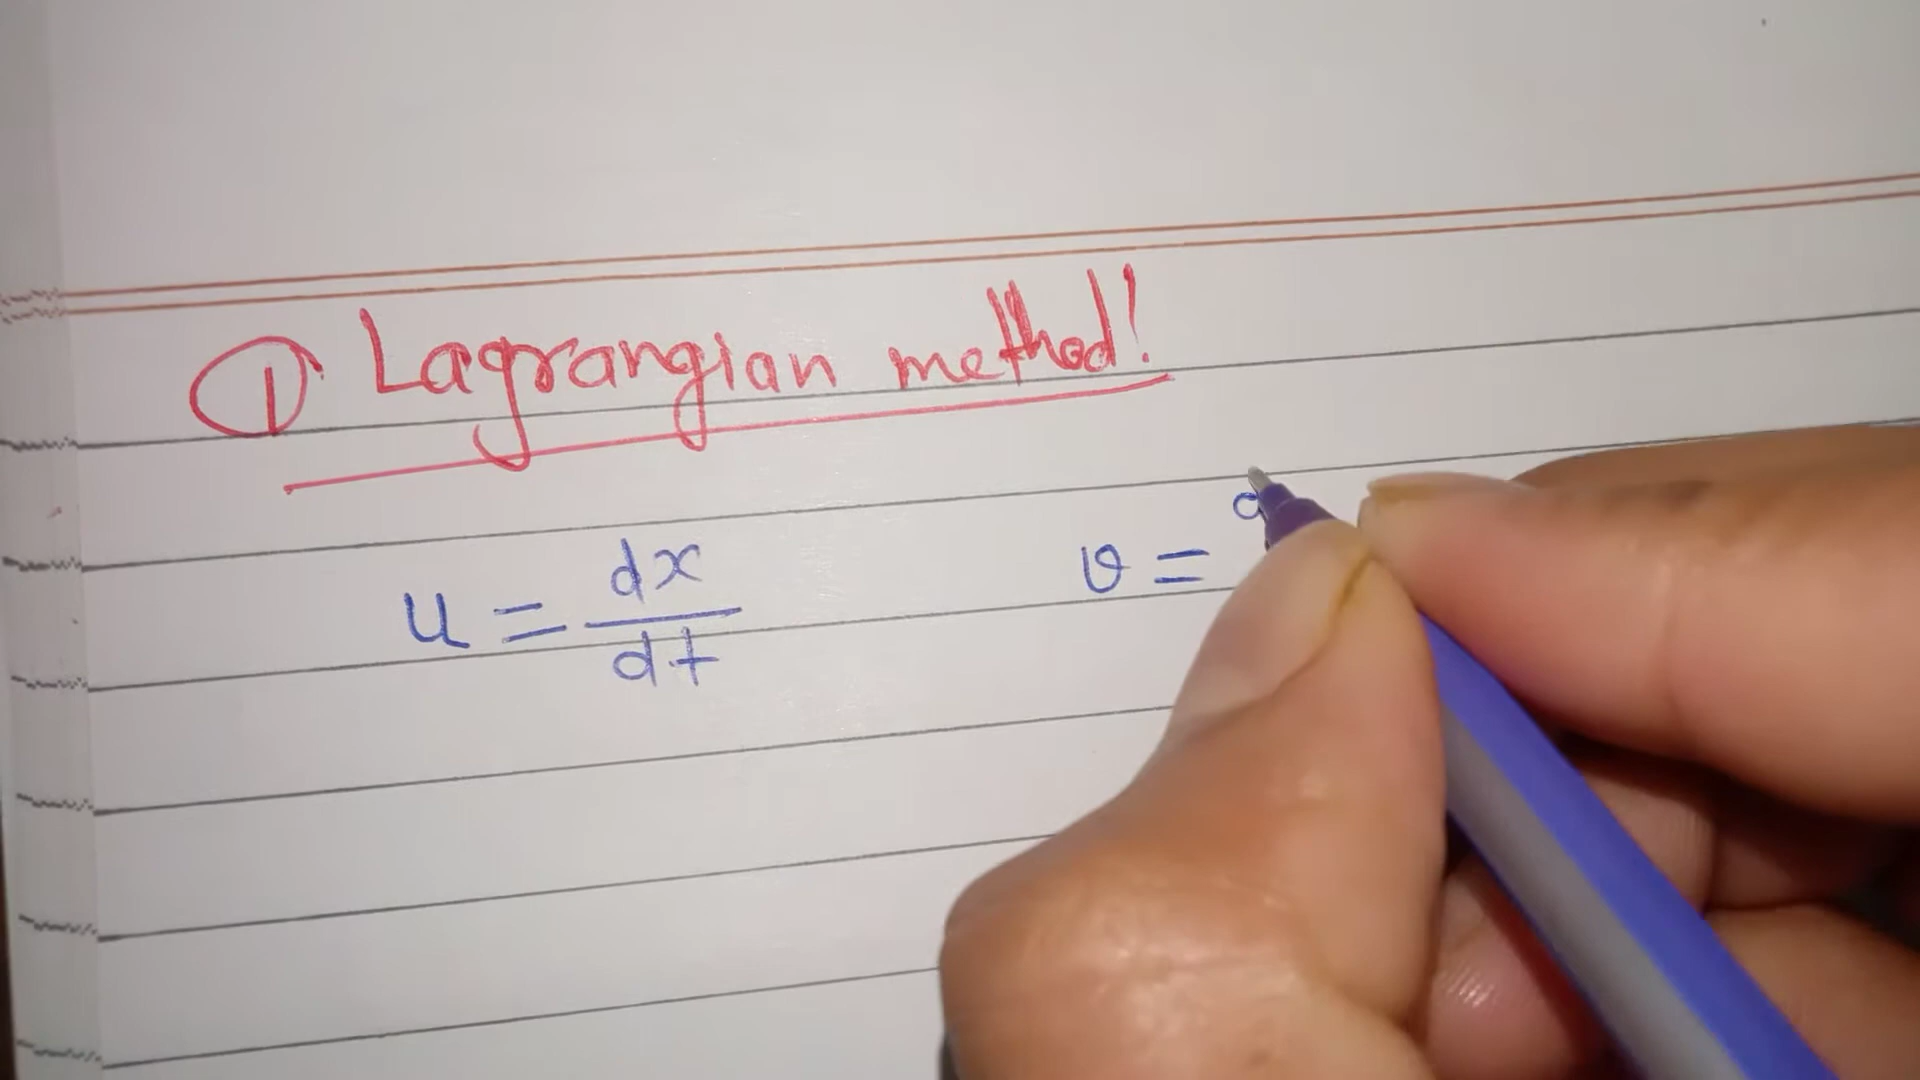 ① Lagrangian method!
u = dx/dt v = d